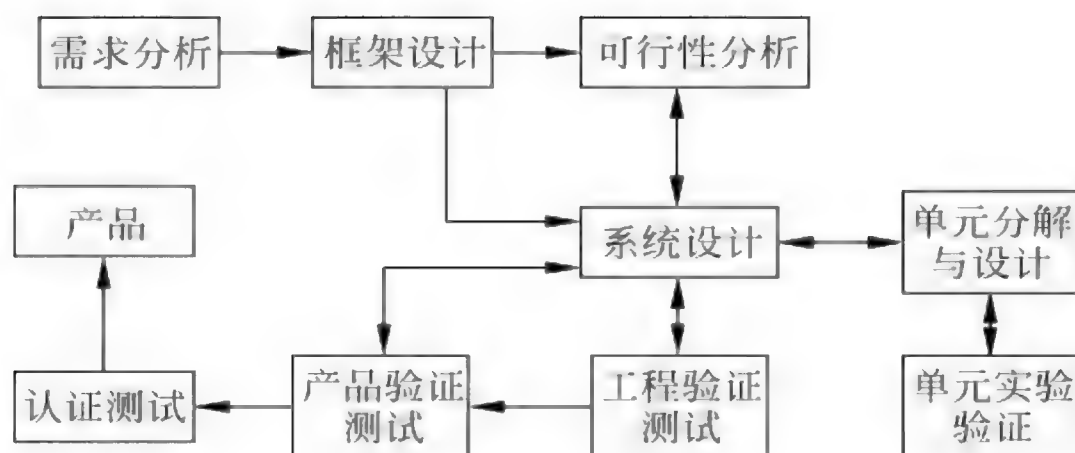 需求分析
框架设计
可行性分析
产品
系统设计
单元分解
与设计
认证测试
产品验证
测试
工程验证
测试
单元实验
验证